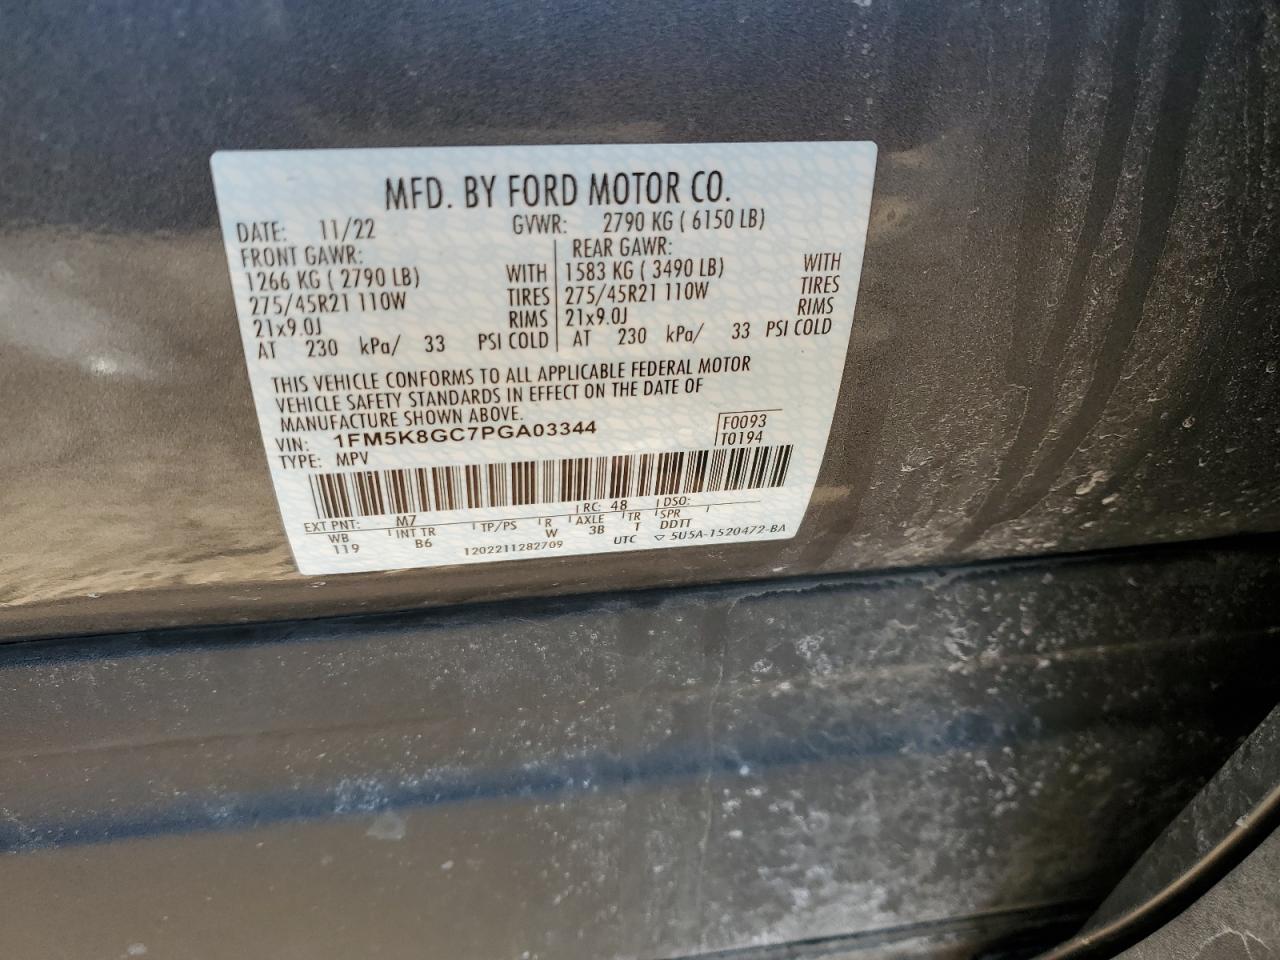 MFD. BY FORD MOTOR CO.
DATE: 11/22 GVWR: 2790 KG ( 6150 LB)
FRONT GAWR: REAR GAWR:
1266 KG ( 2790 LB) WITH 1583 KG ( 3490 LB) WITH
275/45R21 110W TIRES 275/45R21 110W TIRES
21x9.0J RIMS 21x9.0J RIMS
AT 230 kPa/ 33 PSI COLD AT 230 kPa/ 33 PSI COLD
THIS VEHICLE CONFORMS TO ALL APPLICABLE FEDERAL MOTOR
VEHICLE SAFETY STANDARDS IN EFFECT ON THE DATE OF
MANUFACTURE SHOWN ABOVE.
VIN: 1FM5K8GC7PGA03344 F0093
TYPE: MPV T0194
EXT PNT: M7 RC: 48 DSO:
WB INT TR TP/PS R AXLE TR SPR
119 B6 W 3B T DDTT
1202211282709 UTC ▽ 5U5A-1520472-BA